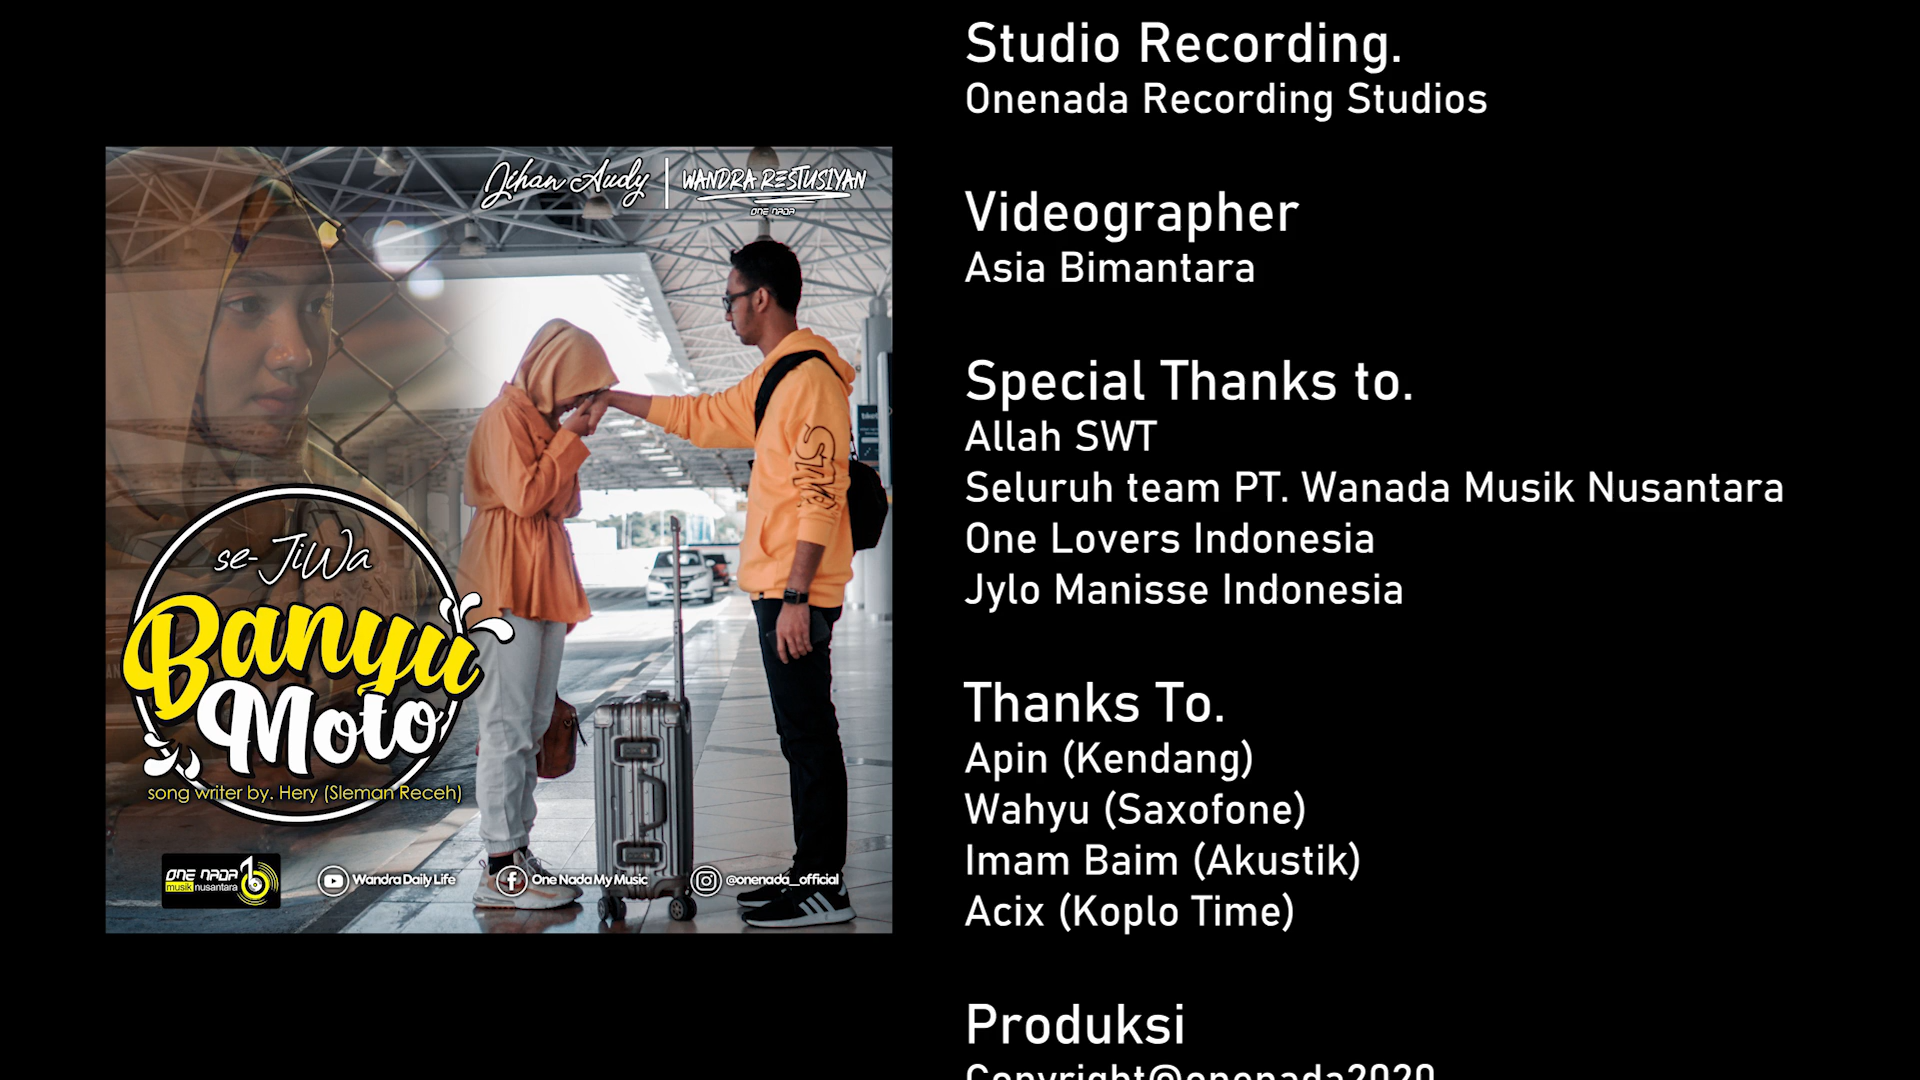 Jihan Audy
WANDRA RESTUSIYAN
ONE NADA
STAY
se-JiWa
Banyu
Moto
song writer by. Hery (Sleman Receh)
ONE NADA
musik nusantara
Wandra Daily Life
One Nada My Music
@onenada_official
Studio Recording.
Onenada Recording Studios
Videographer
Asia Bimantara
Special Thanks to.
Allah SWT
Seluruh team PT. Wanada Musik Nusantara
One Lovers Indonesia
Jylo Manisse Indonesia
Thanks To.
Apin (Kendang)
Wahyu (Saxofone)
Imam Baim (Akustik)
Acix (Koplo Time)
Produksi
Copyright@onenada2020